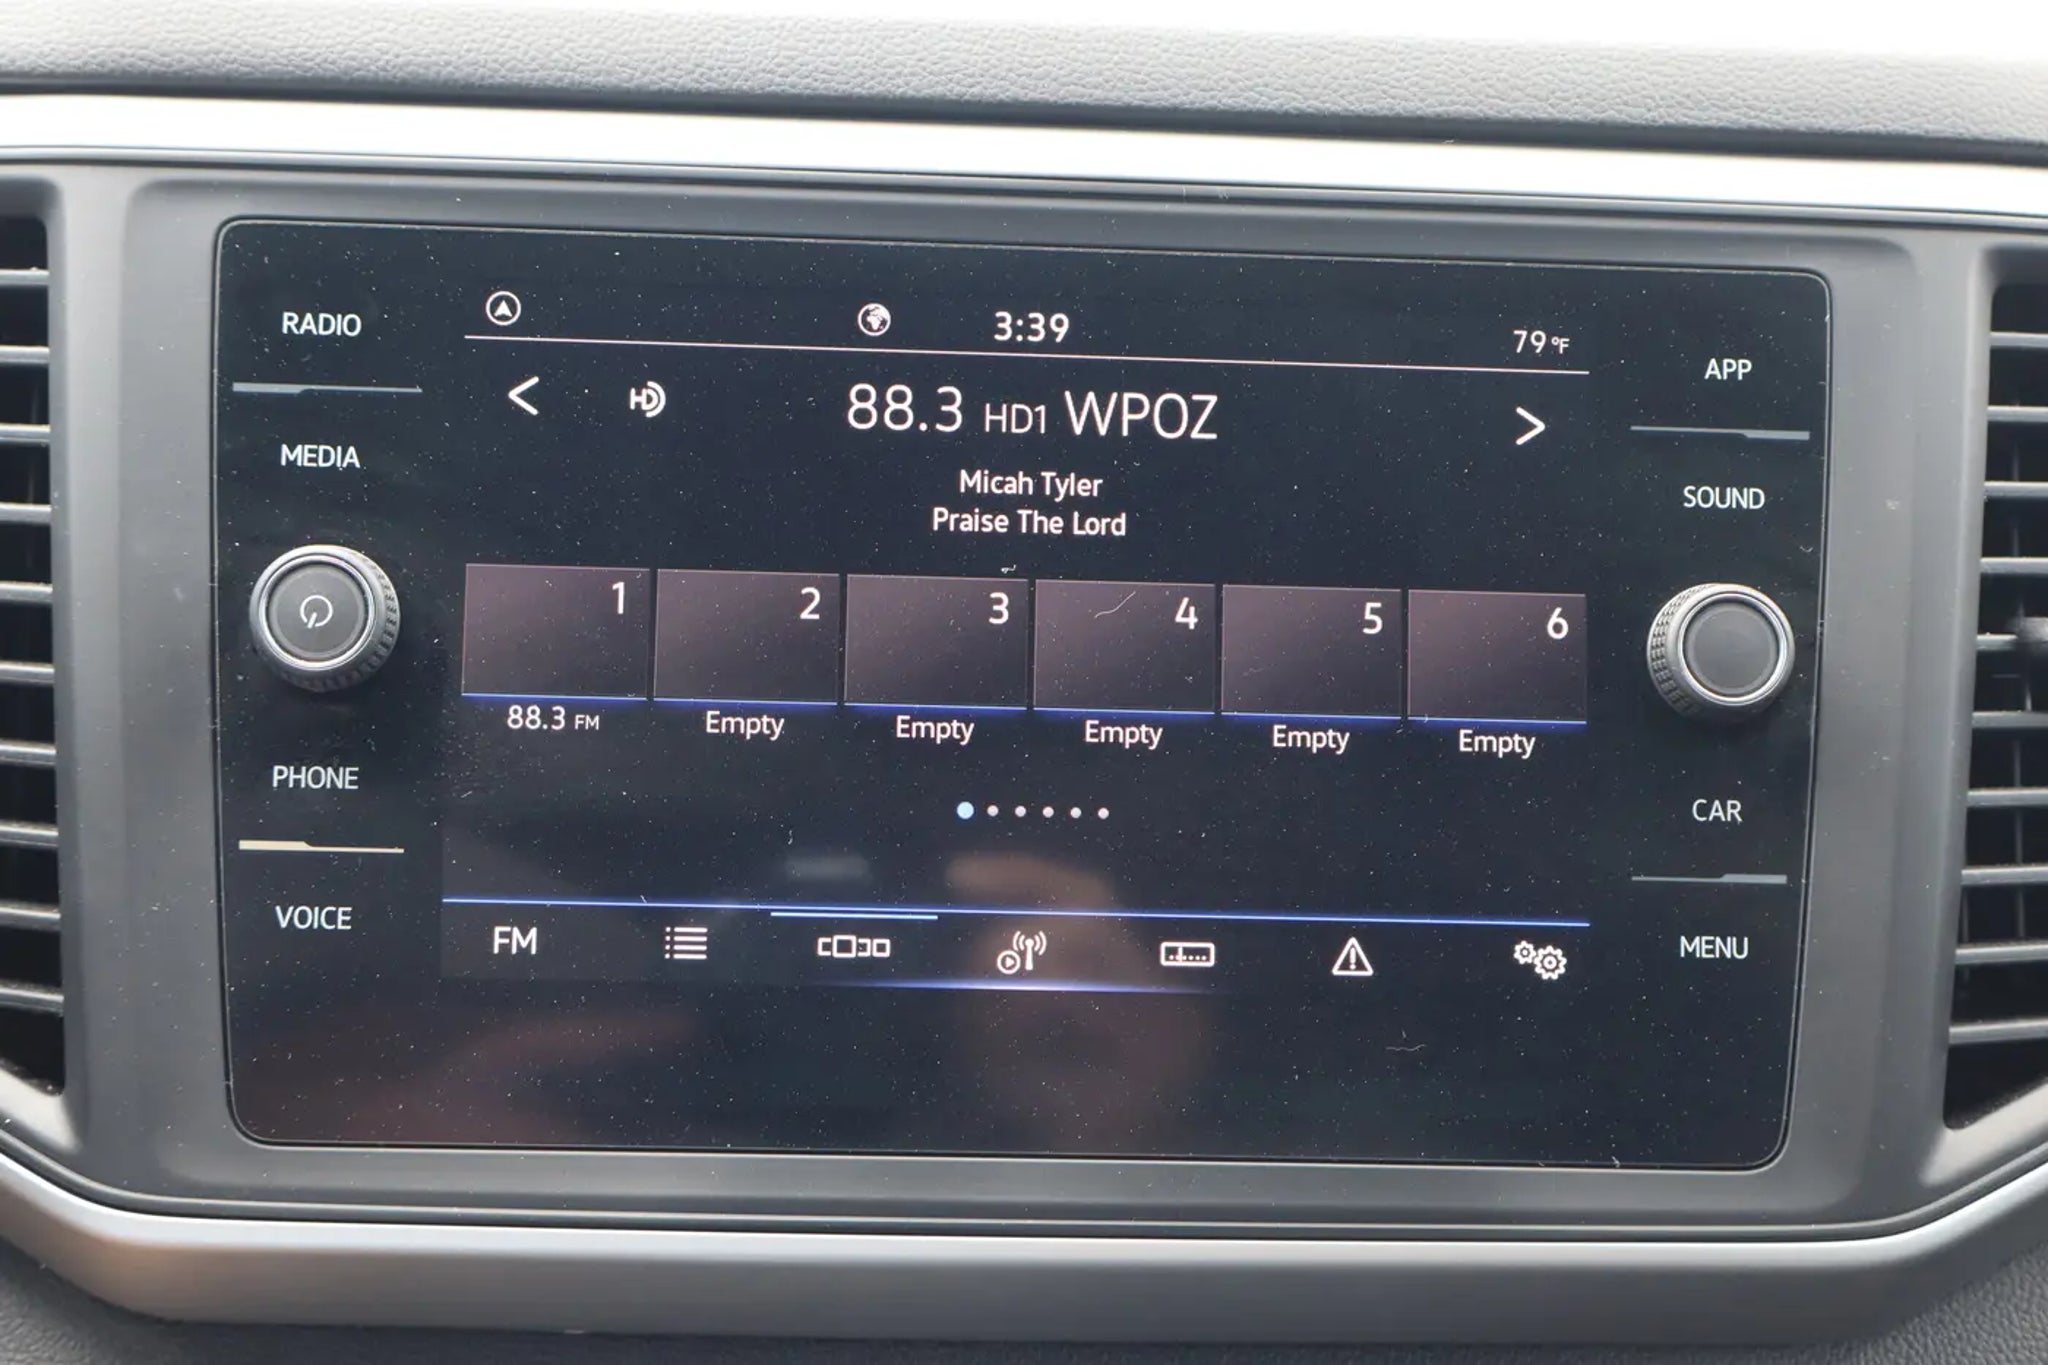 RADIO
MEDIA
PHONE
VOICE
3:39
79 °F
88.3 HD1 WPOZ
Micah Tyler
Praise The Lord
1 2 3 4 5 6
88.3 FM Empty Empty Empty Empty Empty
FM
APP
SOUND
CAR
MENU
HD